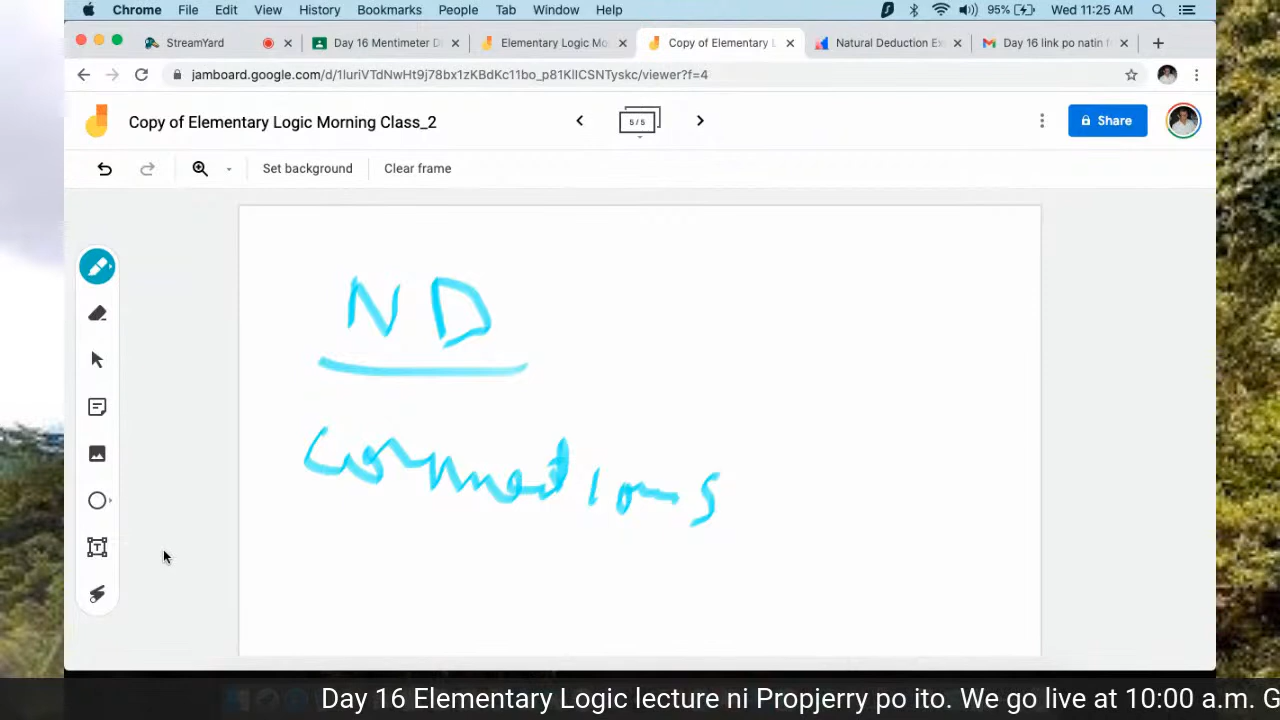 Chrome File Edit View History Bookmarks People Tab Window Help 95% Wed 11:25 AM
StreamYard Day 16 Mentimeter D Elementary Logic Mo Copy of Elementary L Natural Deduction Ex Day 16 link po natin f
jamboard.google.com/d/1luriVTdNwHt9j78bx1zKBdKc11bo_p81KlICSNTyskc/viewer?f=4
Copy of Elementary Logic Morning Class_2 5 / 5 Share
Set background Clear frame
N D
connections
Day 16 Elementary Logic lecture ni Propjerry po ito. We go live at 10:00 a.m. G